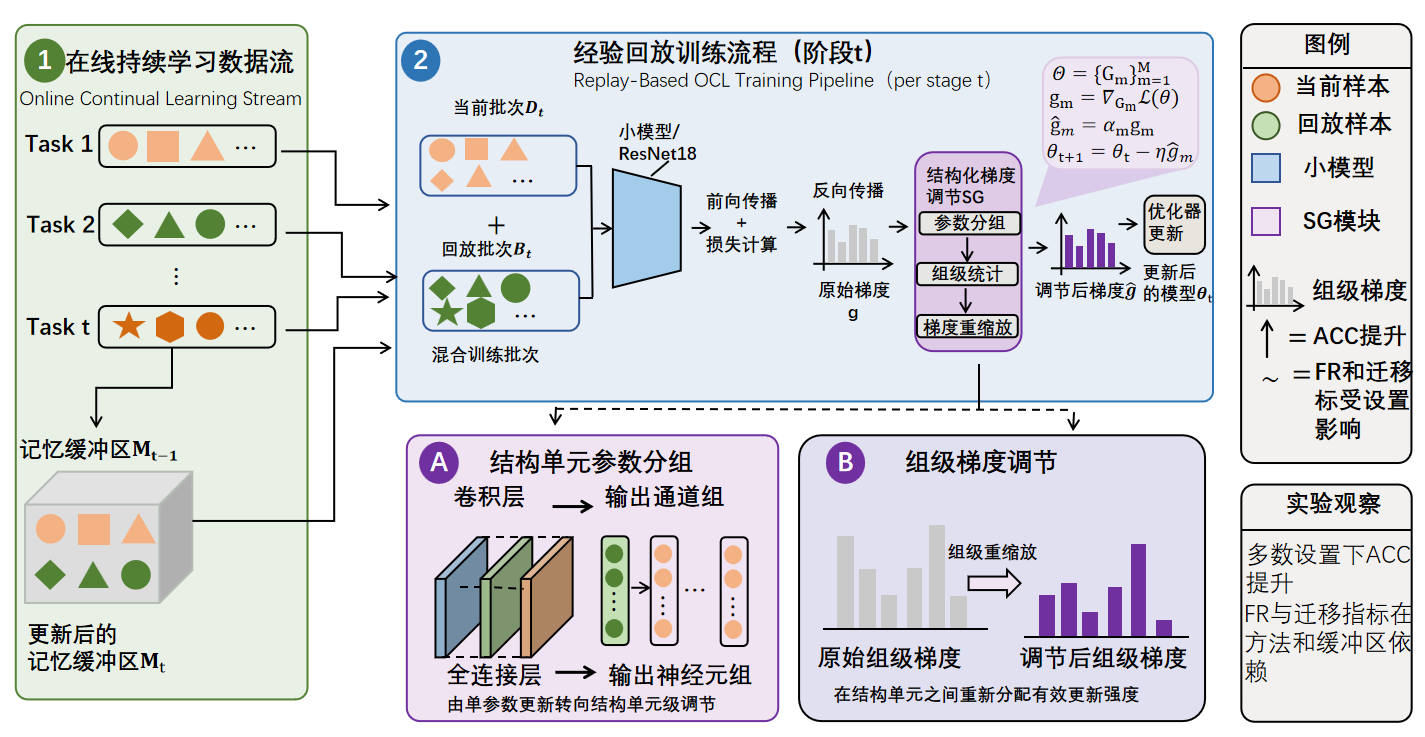 1 在线持续学习数据流
Online Continual Learning Stream
Task 1
...
Task 2
...
⋮
Task t
...
记忆缓冲区M_{t−1}
更新后的
记忆缓冲区M_t
2 经验回放训练流程（阶段t）
Replay-Based OCL Training Pipeline（per stage t）
当前批次D_t
...
+
回放批次B_t
...
混合训练批次
小模型/
ResNet18
前向传播
+
损失计算
反向传播
原始梯度
g
结构化梯度
调节SG
参数分组
组级统计
梯度重缩放
Θ = {G_m}_{m=1}^{M}
g_m = ∇_{G_m}ℒ(θ)
ĝ_m = α_m g_m
θ_{t+1} = θ_t − ηĝ_m
调节后梯度ĝ
优化器
更新
更新后
的模型θ_t
A 结构单元参数分组
卷积层 输出通道组
⋮ ⋮ ... ⋮
全连接层 输出神经元组
由单参数更新转向结构单元级调节
B 组级梯度调节
组级重缩放
原始组级梯度 调节后组级梯度
在结构单元之间重新分配有效更新强度
图例
当前样本
回放样本
小模型
SG模块
组级梯度
↑ = ACC提升
~ = FR和迁移
标受设置
影响
实验观察
多数设置下ACC
提升
FR与迁移指标在
方法和缓冲区依
赖